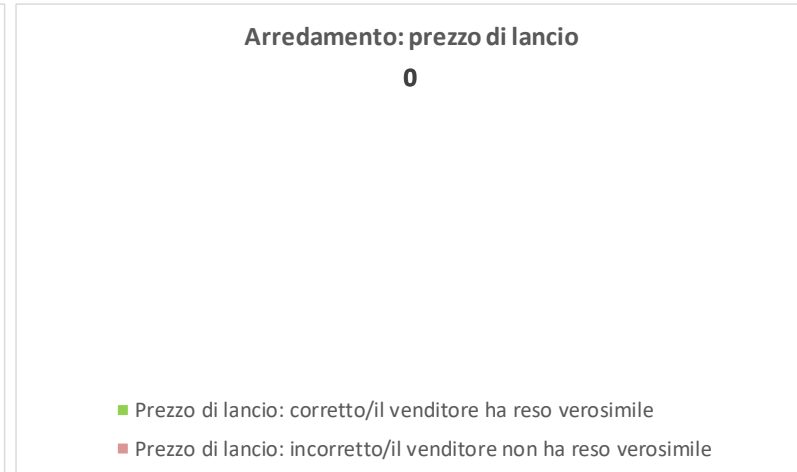 Arredamento: prezzo di lancio
0
Prezzo di lancio: corretto/il venditore ha reso verosimile
Prezzo di lancio: incorretto/il venditore non ha reso verosimile